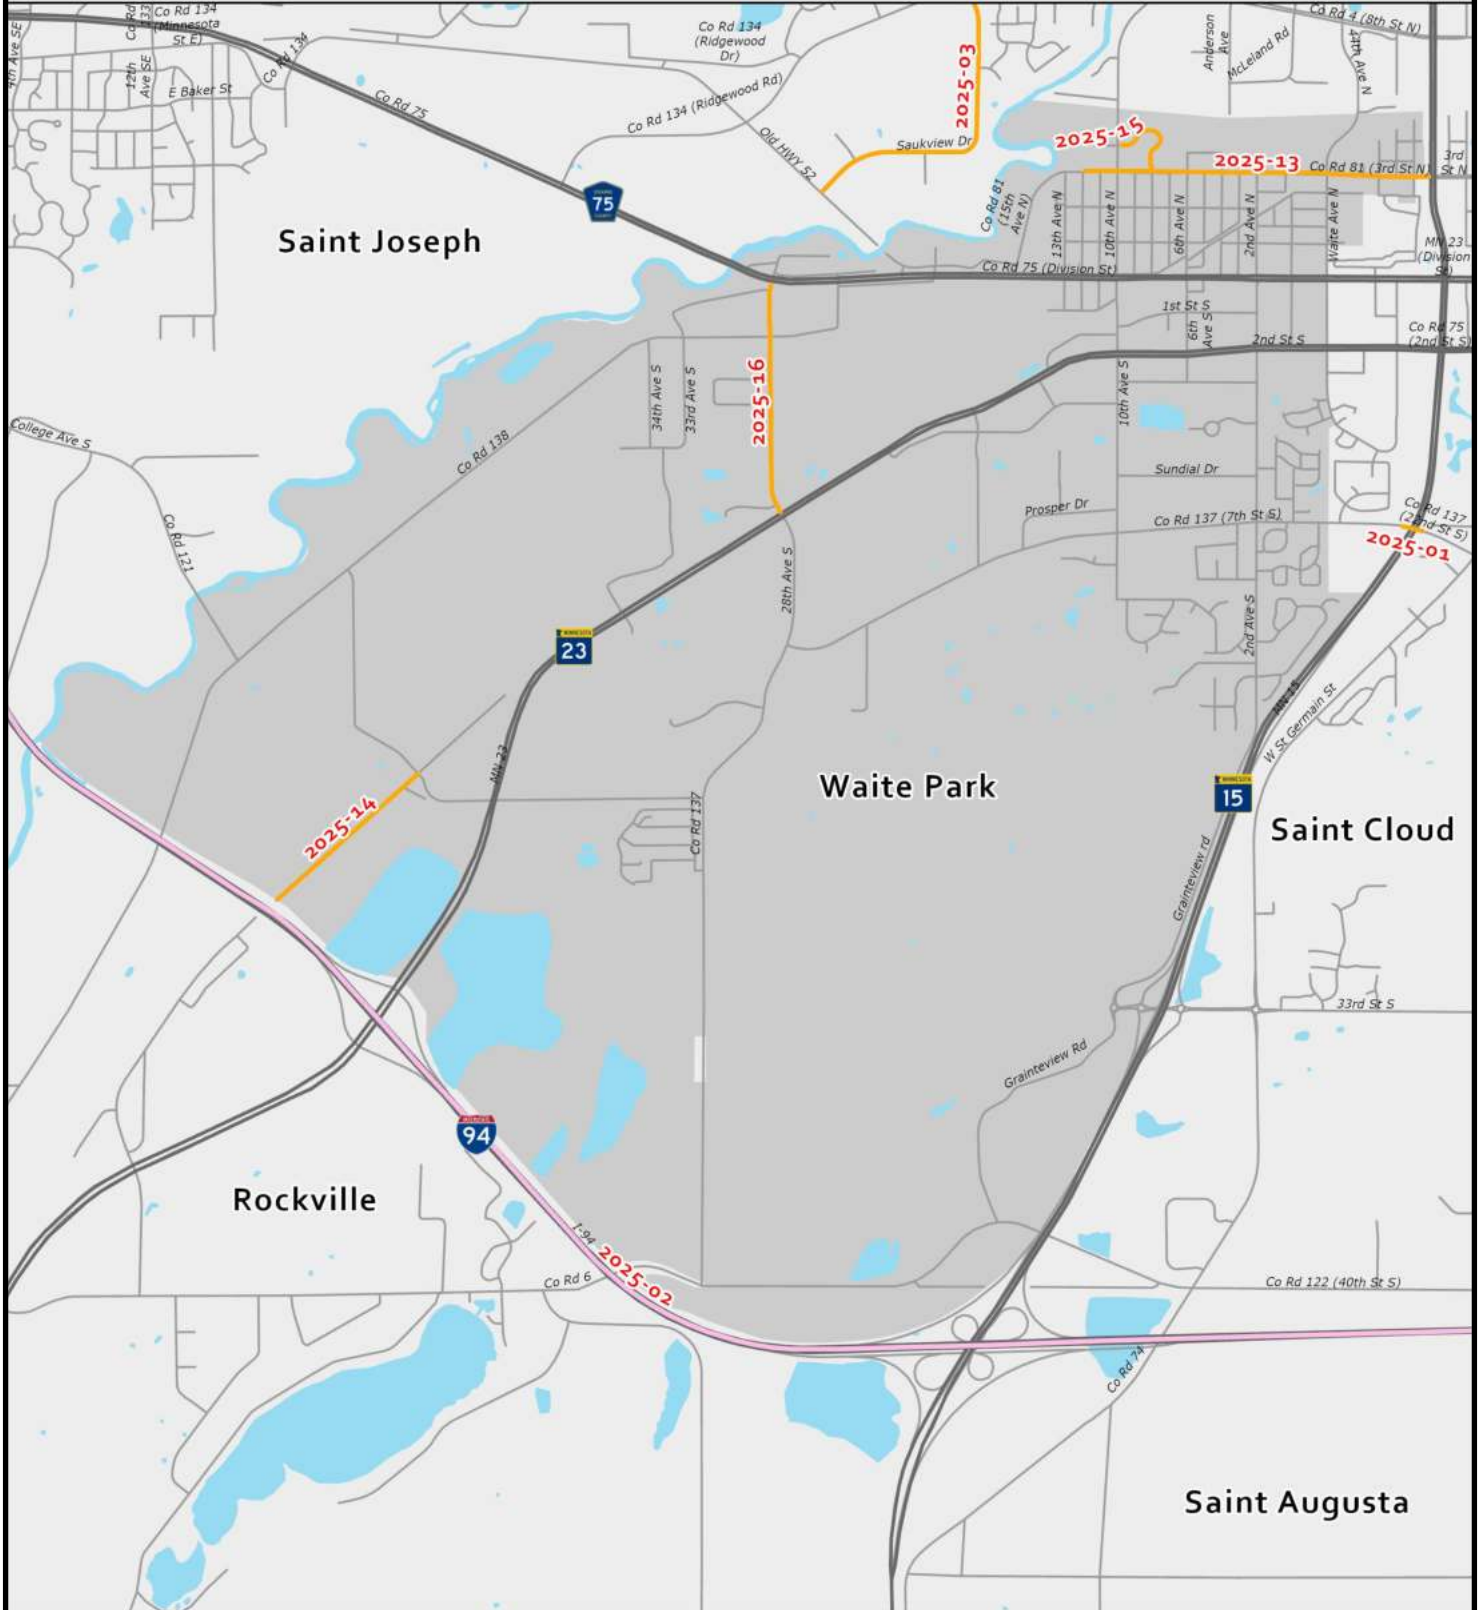 4th Ave SE
Co Rd
133
Co Rd 134
(Minnesota
St E)
Co Rd 134
12th
Ave SE
E Baker St
Co Rd 75
Co Rd 134
(Ridgewood
Dr)
Co Rd 134 (Ridgewood Rd)
Old HWY 52
2025-03
Saukview Dr
Anderson
Ave
McLeland Rd
Co Rd 4 (8th St N)
44th Ave N
2025-15
2025-13
Co Rd 81 (3rd St N)
3rd
St N
75
Saint Joseph
Co Rd 81
(15th
Ave N)
13th Ave N
10th Ave N
6th Ave N
2nd Ave N
Waite Ave N
MN 23
(Division
St)
Co Rd 75 (Division St)
1st St S
6th
Ave S
2nd St S
Co Rd 75
(2nd St S)
2025-16
34th Ave S
33rd Ave S
10th Ave S
College Ave S
Co Rd 138
Sundial Dr
Co Rd 121
Prosper Dr
Co Rd 137 (7th St S)
Co Rd 137
(22nd St S)
2025-01
28th Ave S
2nd Ave S
MINNESOTA
23
MN 15
W St Germain St
MN 23
Waite Park
MINNESOTA
15
Saint Cloud
2025-14
Co Rd 137
Grainteview rd
33rd St S
Grainteview Rd
94
Rockville
I-94
2025-02
Co Rd 6
Co Rd 122 (40th St S)
Co Rd 74
Saint Augusta